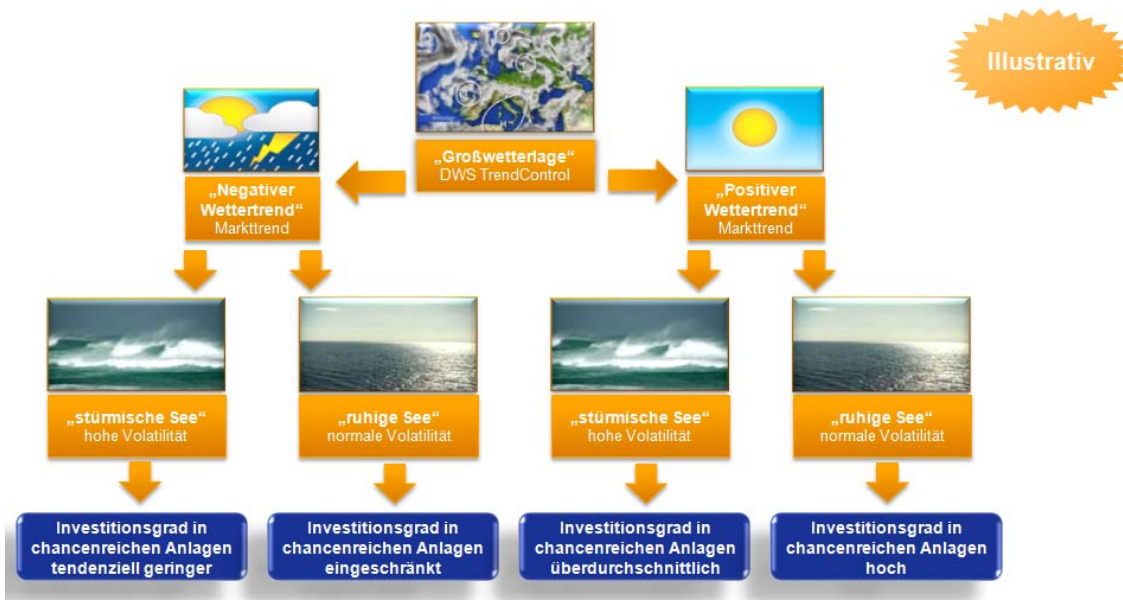 Illustrativ
„Großwetterlage“
DWS TrendControl
„Negativer
Wettertrend“
Markttrend
„Positiver
Wettertrend“
Markttrend
„stürmische See“
hohe Volatilität
„ruhige See“
normale Volatilität
„stürmische See“
hohe Volatilität
„ruhige See“
normale Volatilität
Investitionsgrad in
chancenreichen Anlagen
tendenziell geringer
Investitionsgrad in
chancenreichen Anlagen
eingeschränkt
Investitionsgrad in
chancenreichen Anlagen
überdurchschnittlich
Investitionsgrad in
chancenreichen Anlagen
hoch